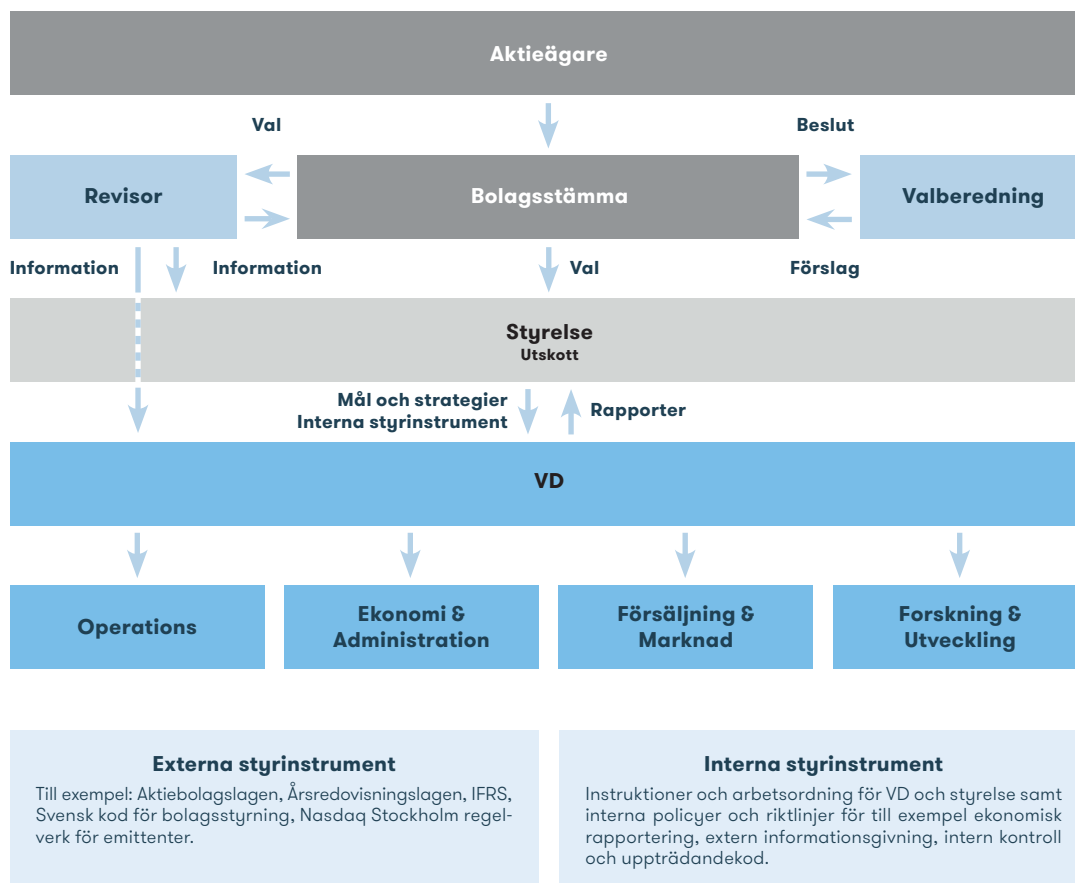 Aktieägare
Val
Beslut
Revisor
Bolagsstämma
Valberedning
Information
Information
Val
Förslag
Styrelse
Utskott
Mål och strategier
Interna styrinstrument
Rapporter
VD
Operations
Ekonomi &
Administration
Försäljning &
Marknad
Forskning &
Utveckling
Externa styrinstrument
Till exempel: Aktiebolagslagen, Årsredovisningslagen, IFRS,
Svensk kod för bolagsstyrning, Nasdaq Stockholm regel-
verk för emittenter.
Interna styrinstrument
Instruktioner och arbetsordning för VD och styrelse samt
interna policyer och riktlinjer för till exempel ekonomisk
rapportering, extern informationsgivning, intern kontroll
och uppträdandekod.